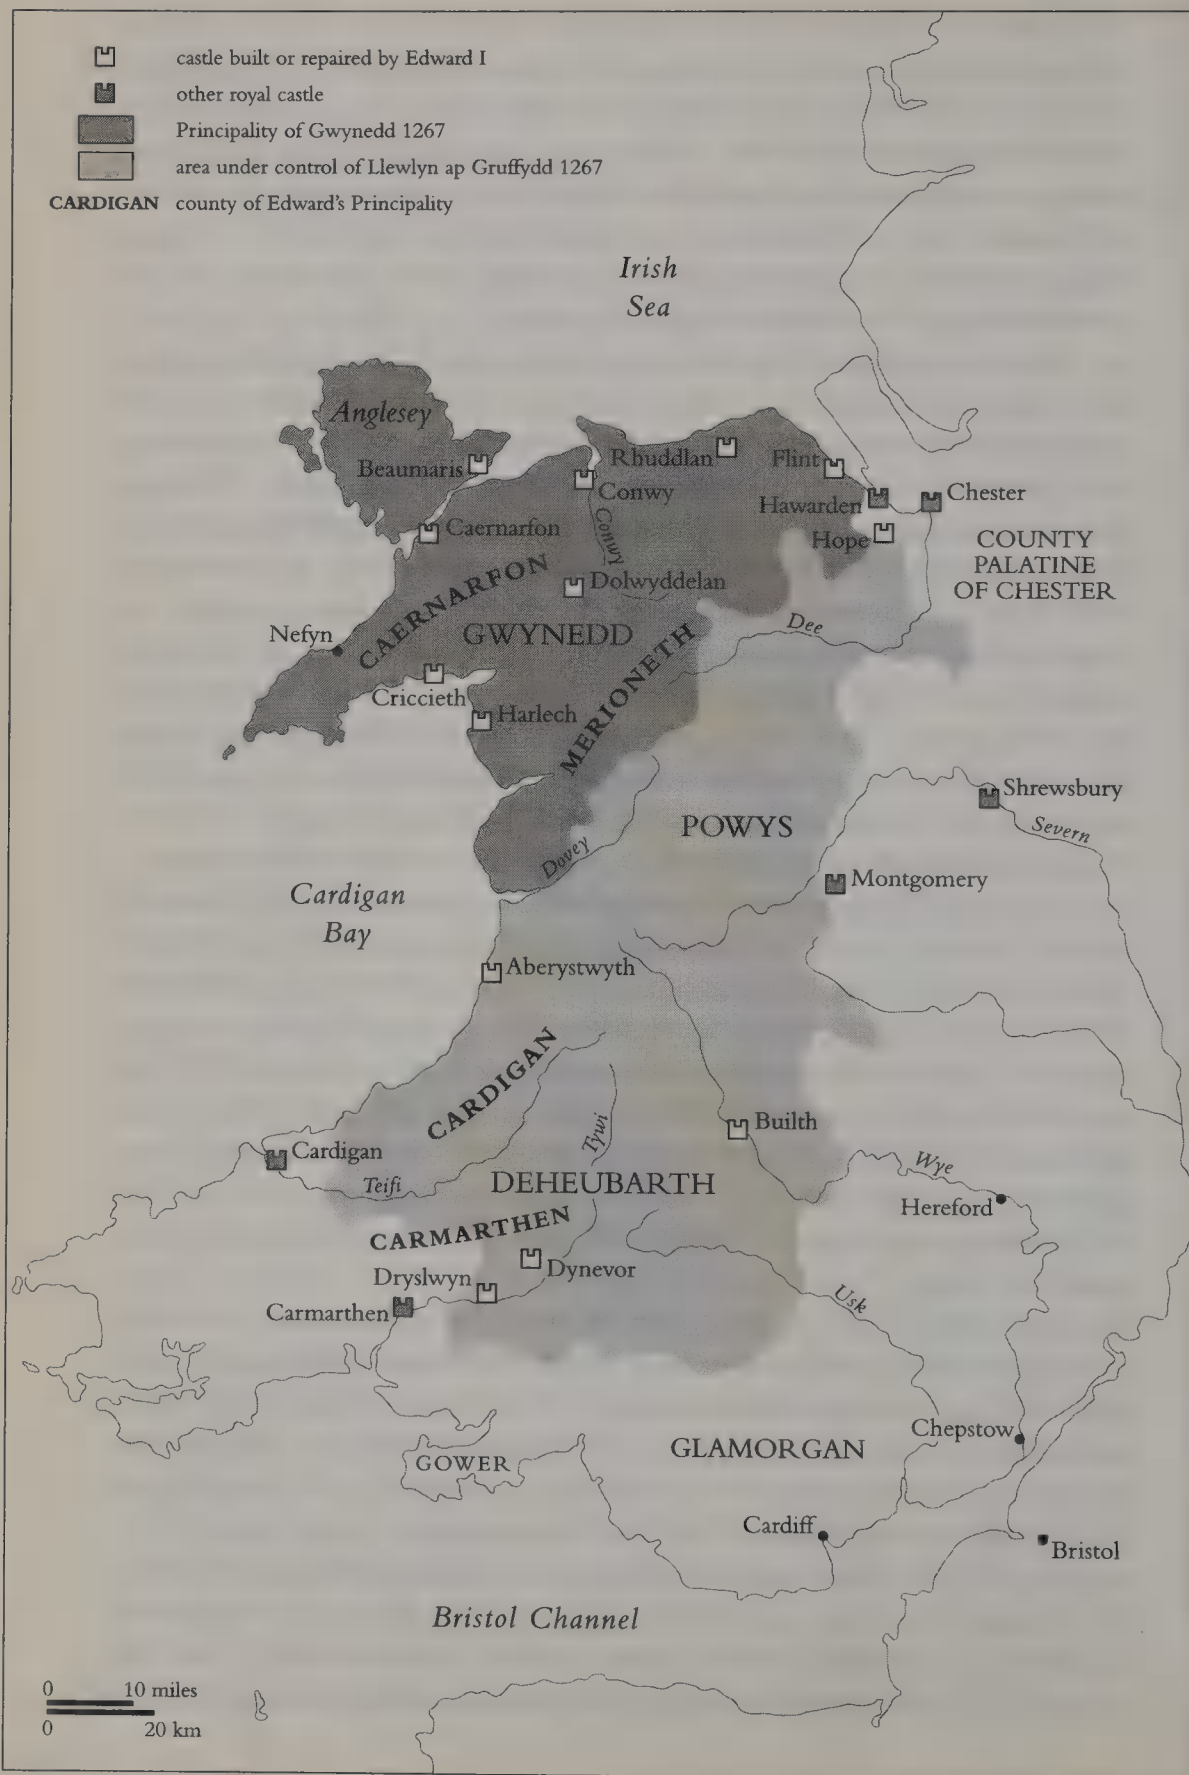 castle built or repaired by Edward I
other royal castle
Principality of Gwynedd 1267
area under control of Llewlyn ap Gruffydd 1267
CARDIGAN county of Edward's Principality
Irish
Sea
Anglesey
Beaumaris
Rhuddlan
Flint
Conwy
Hawarden
Chester
Caernarfon
Conwy
Hope
COUNTY
PALATINE
OF CHESTER
CAERNARFON
Dolwyddelan
Nefyn
GWYNEDD
Dee
MERIONETH
Criccieth
Harlech
Shrewsbury
POWYS
Severn
Dovey
Montgomery
Cardigan
Bay
Aberystwyth
CARDIGAN
Tywi
Builth
Cardigan
Teifi
DEHEUBARTH
Wye
Hereford
CARMARTHEN
Dryslwyn
Dynevor
Carmarthen
Usk
Chepstow
GLAMORGAN
GOWER
Cardiff
Bristol
Bristol Channel
0 10 miles
0 20 km